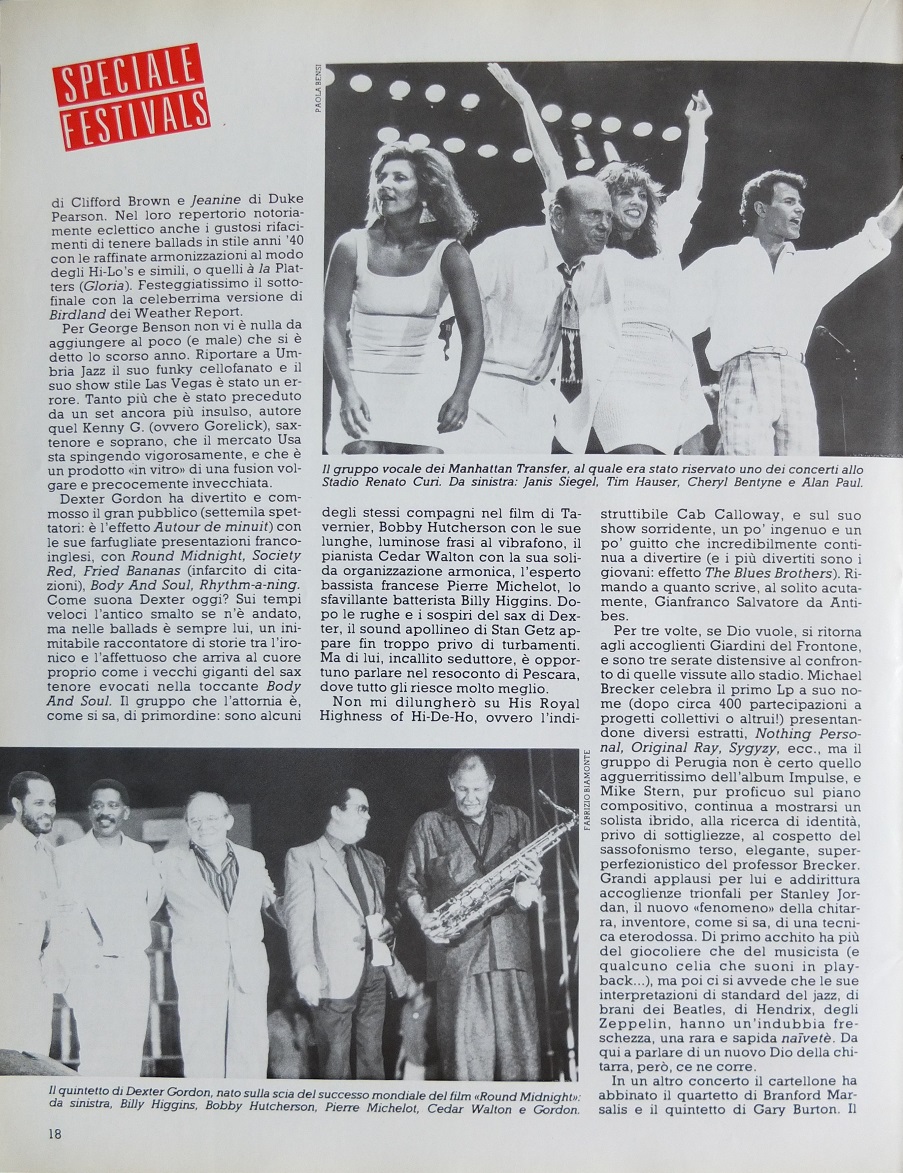 SPECIALE
FESTIVALS
PAOLA BENSI
di Clifford Brown e Jeanine di Duke
Pearson. Nel loro repertorio notoria-
mente eclettico anche i gustosi rifaci-
menti di tenere ballads in stile anni '40
con le raffinate armonizzazioni al modo
degli Hi-Lo's e simili, o quelli à la Plat-
ters (Gloria). Festeggiatissimo il sotto-
finale con la celeberrima versione di
Birdland dei Weather Report.
Per George Benson non vi è nulla da
aggiungere al poco (e male) che si è
detto lo scorso anno. Riportare a Um-
bria Jazz il suo funky cellofanato e il
suo show stile Las Vegas è stato un er-
rore. Tanto più che è stato preceduto
da un set ancora più insulso, autore
quel Kenny G. (ovvero Gorelick), sax-
tenore e soprano, che il mercato Usa
sta spingendo vigorosamente, e che è
un prodotto «in vitro» di una fusion vol-
gare e precocemente invecchiata.
Dexter Gordon ha divertito e com-
mosso il gran pubblico (settemila spet-
tatori: è l'effetto Autour de minuit) con
le sue farfugliate presentazioni franco-
inglesi, con Round Midnight, Society
Red, Fried Bananas (infarcito di cita-
zioni), Body And Soul, Rhythm-a-ning.
Come suona Dexter oggi? Sui tempi
veloci l'antico smalto se n'è andato,
ma nelle ballads è sempre lui, un ini-
mitabile raccontatore di storie tra l'iro-
nico e l'affettuoso che arriva al cuore
proprio come i vecchi giganti del sax
tenore evocati nella toccante Body
And Soul. Il gruppo che l'attornia è,
come si sa, di primordine: sono alcuni
Il gruppo vocale dei Manhattan Transfer, al quale era stato riservato uno dei concerti allo
Stadio Renato Curi. Da sinistra: Janis Siegel, Tim Hauser, Cheryl Bentyne e Alan Paul.
degli stessi compagni nel film di Ta-
vernier, Bobby Hutcherson con le sue
lunghe, luminose frasi al vibrafono, il
pianista Cedar Walton con la sua soli-
da organizzazione armonica, l'esperto
bassista francese Pierre Michelot, lo
sfavillante batterista Billy Higgins. Do-
po le rughe e i sospiri del sax di Dex-
ter, il sound apollineo di Stan Getz ap-
pare fin troppo privo di turbamenti.
Ma di lui, incallito seduttore, è oppor-
tuno parlare nel resoconto di Pescara,
dove tutto gli riesce molto meglio.
Non mi dilungherò su His Royal
Highness of Hi-De-Ho, ovvero l'indi-
struttibile Cab Calloway, e sul suo
show sorridente, un po' ingenuo e un
po' guitto che incredibilmente conti-
nua a divertire (e i più divertiti sono i
giovani: effetto The Blues Brothers). Ri-
mando a quanto scrive, al solito acuta-
mente, Gianfranco Salvatore da Anti-
bes.
Per tre volte, se Dio vuole, si ritorna
agli accoglienti Giardini del Frontone,
e sono tre serate distensive al confron-
to di quelle vissute allo stadio. Michael
Brecker celebra il primo Lp a suo no-
me (dopo circa 400 partecipazioni a
progetti collettivi o altrui!) presentan-
done diversi estratti, Nothing Perso-
nal, Original Ray, Sygyzy, ecc., ma il
gruppo di Perugia non è certo quello
agguerritissimo dell'album Impulse, e
Mike Stern, pur proficuo sul piano
compositivo, continua a mostrarsi un
solista ibrido, alla ricerca di identità,
privo di sottigliezze, al cospetto del
sassofonismo terso, elegante, super-
perfezionistico del professor Brecker.
Grandi applausi per lui e addirittura
accoglienze trionfali per Stanley Jor-
dan, il nuovo «fenomeno» della chitar-
ra, inventore, come si sa, di una tecni-
ca eterodossa. Di primo acchito ha più
del giocoliere che del musicista (e
qualcuno celia che suoni in play-
back...), ma poi ci si avvede che le sue
interpretazioni di standard del jazz, di
brani dei Beatles, di Hendrix, degli
Zeppelin, hanno un'indubbia fre-
schezza, una rara e sapida naïvetè. Da
qui a parlare di un nuovo Dio della chi-
tarra, però, ce ne corre.
In un altro concerto il cartellone ha
abbinato il quartetto di Branford Mar-
salis e il quintetto di Gary Burton. Il
FABRIZIO BIAMONTE
Il quintetto di Dexter Gordon, nato sulla scia del successo mondiale del film «Round Midnight»:
da sinistra, Billy Higgins, Bobby Hutcherson, Pierre Michelot, Cedar Walton e Gordon.
18